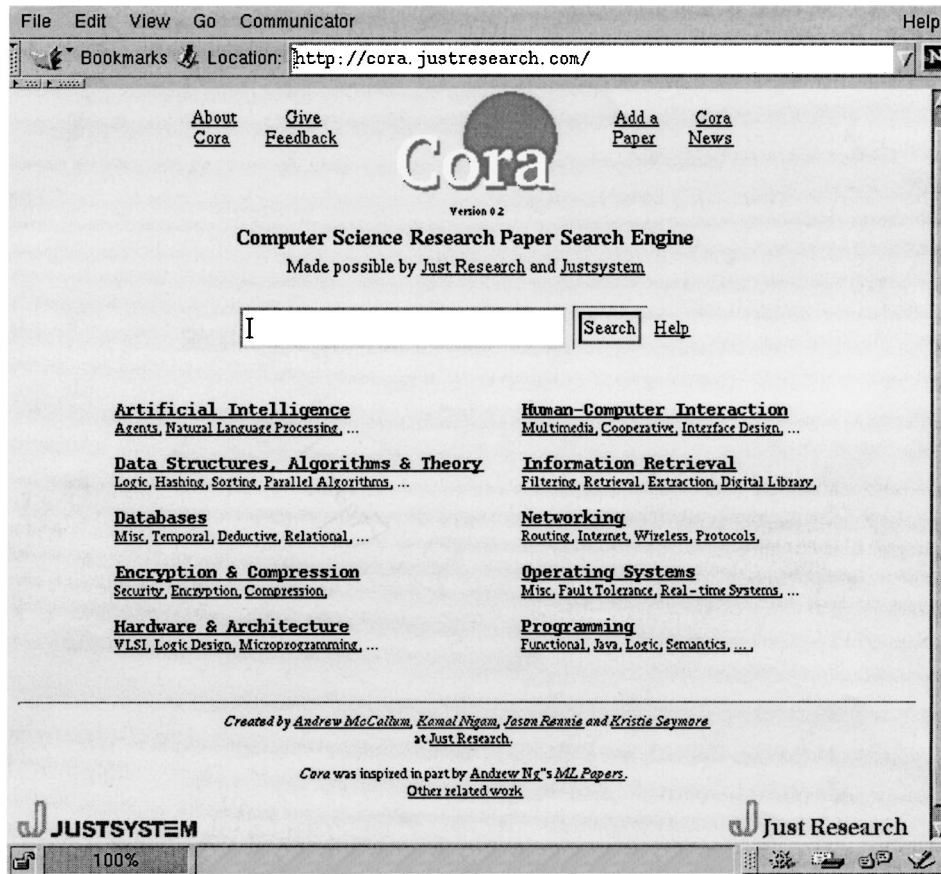 File Edit View Go Communicator Help
Bookmarks Location: http://cora.justresearch.com/
N
About Cora
Give Feedback
Cora
Add a Paper
Cora News
Version 0.2
Computer Science Research Paper Search Engine
Made possible by Just Research and Justsystem
Search Help
Artificial Intelligence
Agents, Natural Language Processing, ...
Human-Computer Interaction
Multimedia, Cooperative, Interface Design, ...
Data Structures, Algorithms & Theory
Logic, Hashing, Sorting, Parallel Algorithms, ...
Information Retrieval
Filtering, Retrieval, Extraction, Digital Library,
Databases
Misc, Temporal, Deductive, Relational, ...
Networking
Routing, Internet, Wireless, Protocols,
Encryption & Compression
Security, Encryption, Compression,
Operating Systems
Misc, Fault Tolerance, Real-time Systems, ...
Hardware & Architecture
VLSI, Logic Design, Microprogramming, ...
Programming
Functional, Java, Logic, Semantics, ....,
Created by Andrew McCallum, Kamal Nigam, Jason Rennie and Kristie Seymore
at Just Research.
Cora was inspired in part by Andrew Ng"s ML Papers.
Other related work
JUSTSYSTEM
Just Research
100%